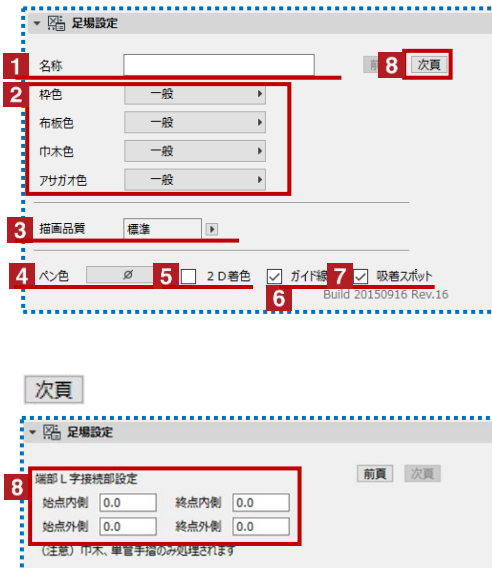 足場設定
1 名称 前 8 次頁
2 枠色 一般
布板色 一般
巾木色 一般
アサガオ色 一般
3 描画品質 標準
4 ペン色 ø 5 2D着色 ガイド線 7 吸着スポット
6 Build 20150916 Rev.16
次頁
足場設定
端部L字接続部設定 前頁 次頁
8 始点内側 0.0 終点内側 0.0
始点外側 0.0 終点外側 0.0
(注意) 巾木、単管手摺のみ処理されます